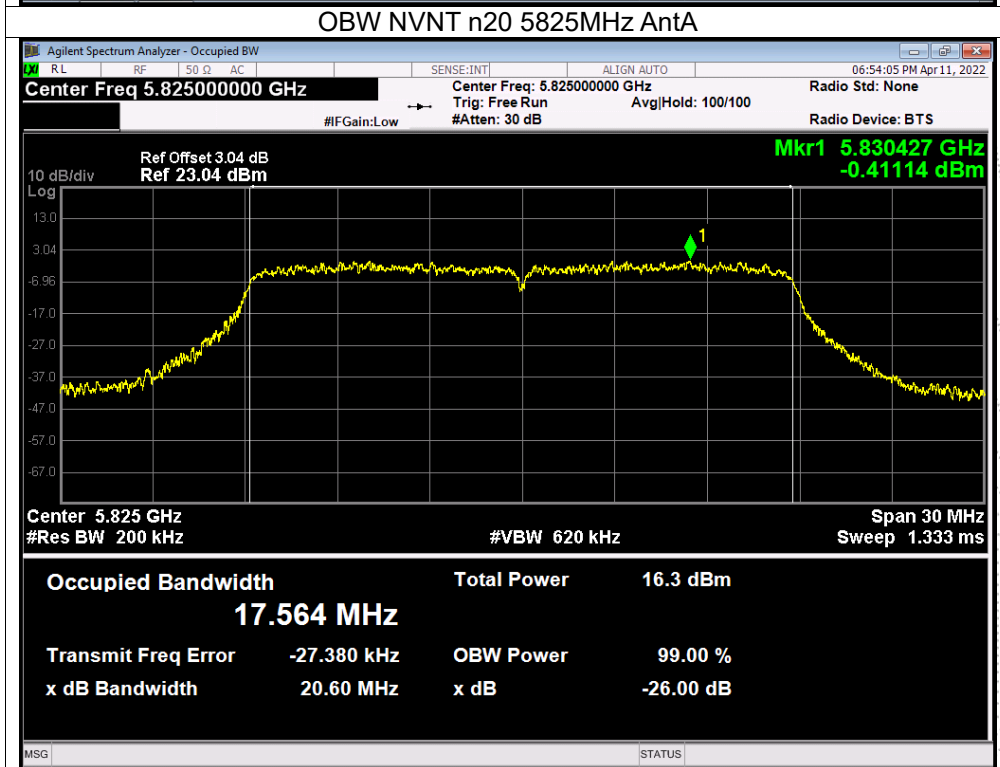 OBW NVNT n20 5825MHz AntA
Agilent Spectrum Analyzer - Occupied BW
LXI RL RF 50 Ω AC SENSE:INT ALIGN AUTO 06:54:05 PM Apr 11, 2022
Center Freq 5.825000000 GHz Center Freq: 5.825000000 GHz Radio Std: None
Trig: Free Run Avg|Hold: 100/100
#IFGain:Low #Atten: 30 dB Radio Device: BTS
Ref Offset 3.04 dB Mkr1 5.830427 GHz
10 dB/div Ref 23.04 dBm -0.41114 dBm
Log
13.0
1
3.04
-6.96
-17.0
-27.0
-37.0
-47.0
-57.0
-67.0
Center 5.825 GHz Span 30 MHz
#Res BW 200 kHz #VBW 620 kHz Sweep 1.333 ms
Occupied Bandwidth Total Power 16.3 dBm
17.564 MHz
Transmit Freq Error -27.380 kHz OBW Power 99.00 %
x dB Bandwidth 20.60 MHz x dB -26.00 dB
MSG STATUS